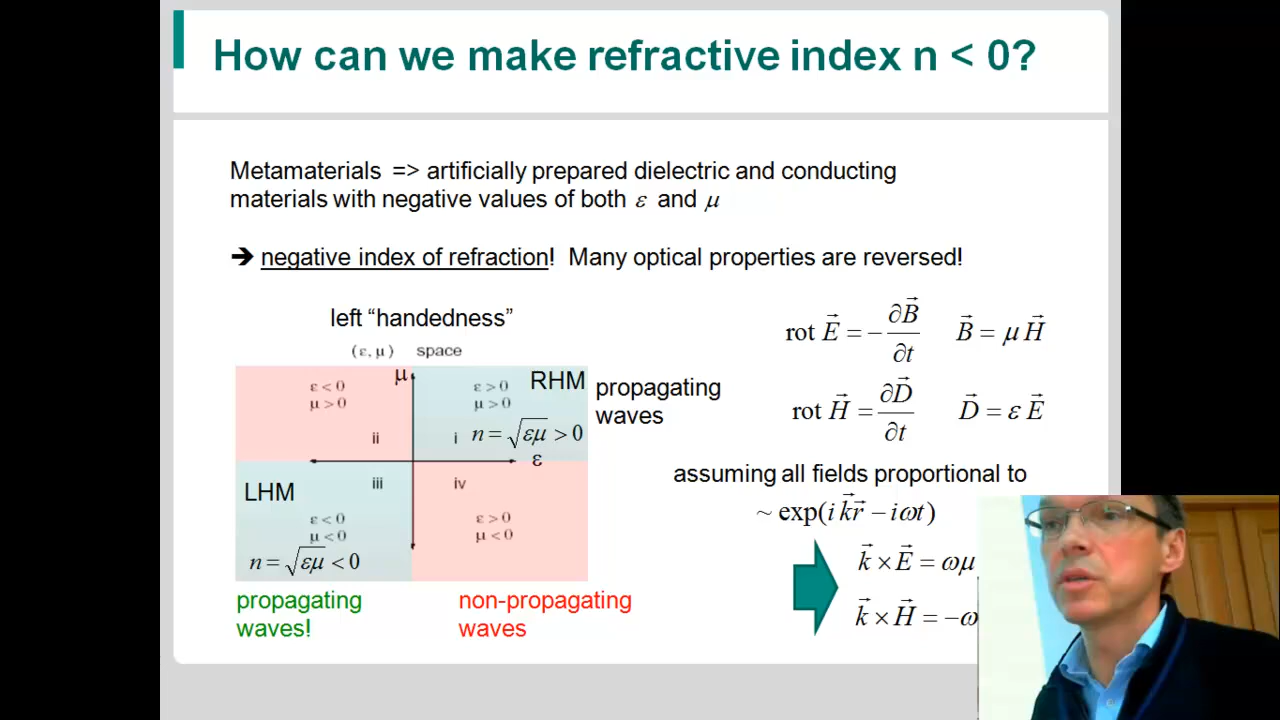 How can we make refractive index n < 0?
Metamaterials => artificially prepared dielectric and conducting
materials with negative values of both ε and μ
➔ negative index of refraction! Many optical properties are reversed!
left “handedness”
(ε, μ) space
μ
ε < 0
μ > 0
ii
ε > 0
μ > 0
RHM
i n = √εμ > 0
ε
propagating
waves
LHM
iii
ε < 0
μ < 0
n = √εμ < 0
iv
ε > 0
μ < 0
propagating
waves!
non-propagating
waves
rot E⃗ = − ∂B⃗/∂t B⃗ = μ H⃗
rot H⃗ = ∂D⃗/∂t D⃗ = ε E⃗
assuming all fields proportional to
~ exp(i k⃗r⃗ − iωt)
k⃗ × E⃗ = ωμ
k⃗ × H⃗ = −ω